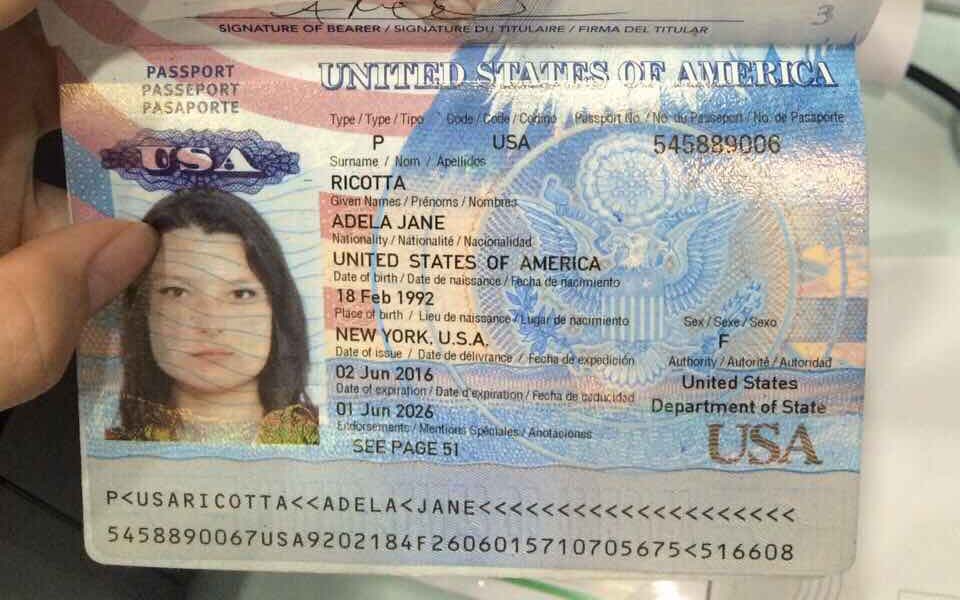 SIGNATURE OF BEARER / SIGNATURE DU TITULAIRE / FIRMA DEL TITULAR
3
PASSPORT
PASSEPORT
PASAPORTE
USA
UNITED STATES OF AMERICA
Type / Type / Tipo Code / Code / Codigo Passport No. / No. du Passeport / No. de Pasaporte
P USA 545889006
Surname / Nom / Apellidos
RICOTTA
Given Names / Prénoms / Nombres
ADELA JANE
Nationality / Nationalité / Nacionalidad
UNITED STATES OF AMERICA
Date of birth / Date de naissance / Fecha de nacimiento
18 Feb 1992
Place of birth / Lieu de naissance / Lugar de nacimiento Sex / Sexe / Sexo
NEW YORK, U.S.A. F
Date of issue / Date de délivrance / Fecha de expedición Authority / Autorité / Autoridad
02 Jun 2016 United States
Date of expiration / Date d'expiration / Fecha de caducidad Department of State
01 Jun 2026
Endorsements / Mentions Spéciales / Anotaciones
SEE PAGE 51
USA
P<USARICOTTA<<ADELA<JANE<<<<<<<<<<<<<<<<<<<<
5458890067USA9202184F2606015710705675<516608